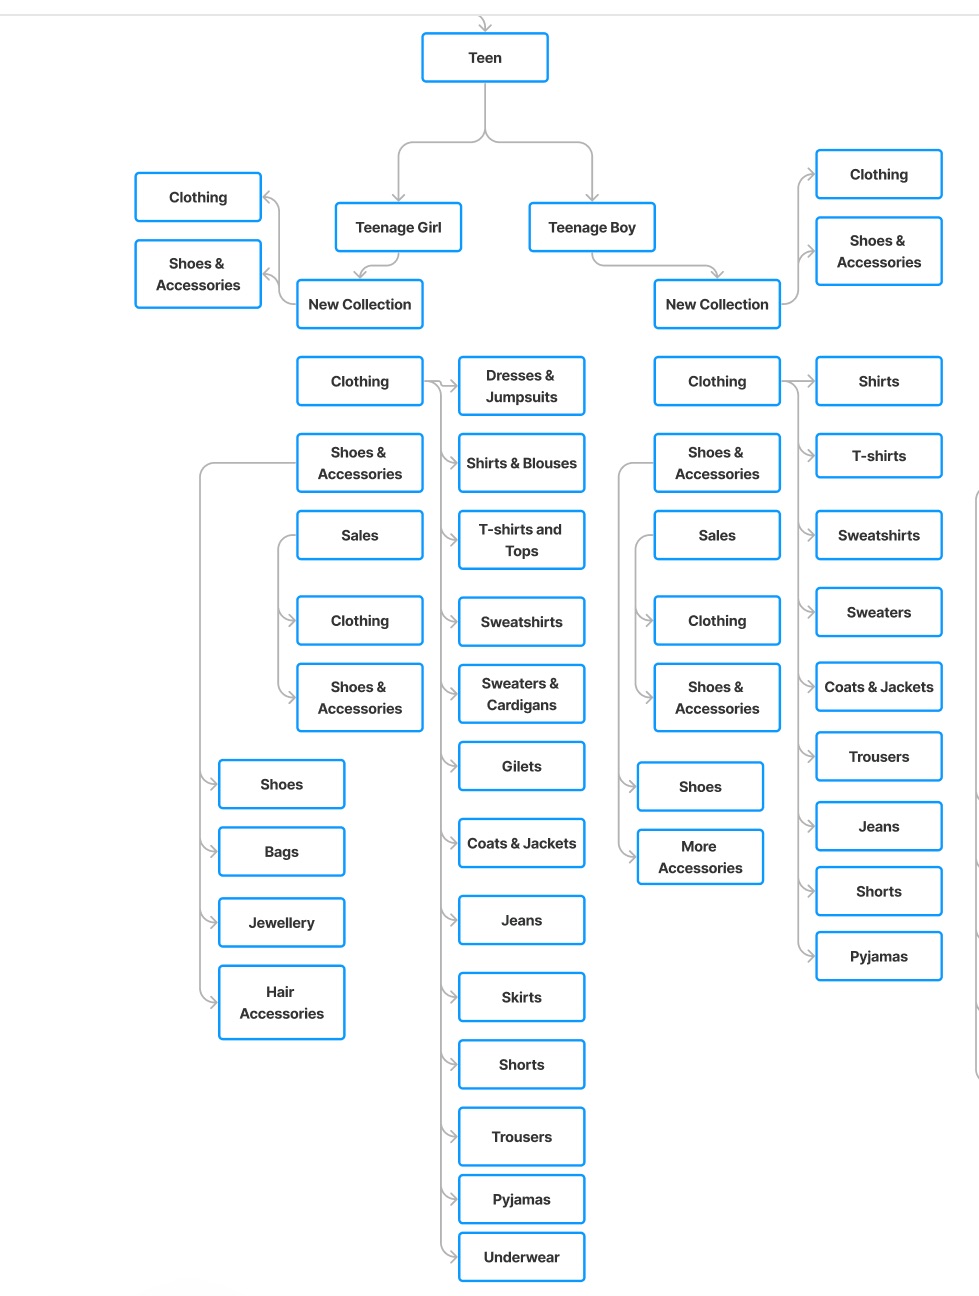 Teen
Teenage Girl
Teenage Boy
Clothing
Shoes &
Accessories
New Collection
Clothing
Shoes &
Accessories
Sales
Clothing
Shoes &
Accessories
Shoes
Bags
Jewellery
Hair
Accessories
Dresses &
Jumpsuits
Shirts & Blouses
T-shirts and
Tops
Sweatshirts
Sweaters &
Cardigans
Gilets
Coats & Jackets
Jeans
Skirts
Shorts
Trousers
Pyjamas
Underwear
Clothing
Shoes &
Accessories
New Collection
Clothing
Shoes &
Accessories
Sales
Clothing
Shoes &
Accessories
Shoes
More
Accessories
Shirts
T-shirts
Sweatshirts
Sweaters
Coats & Jackets
Trousers
Jeans
Shorts
Pyjamas